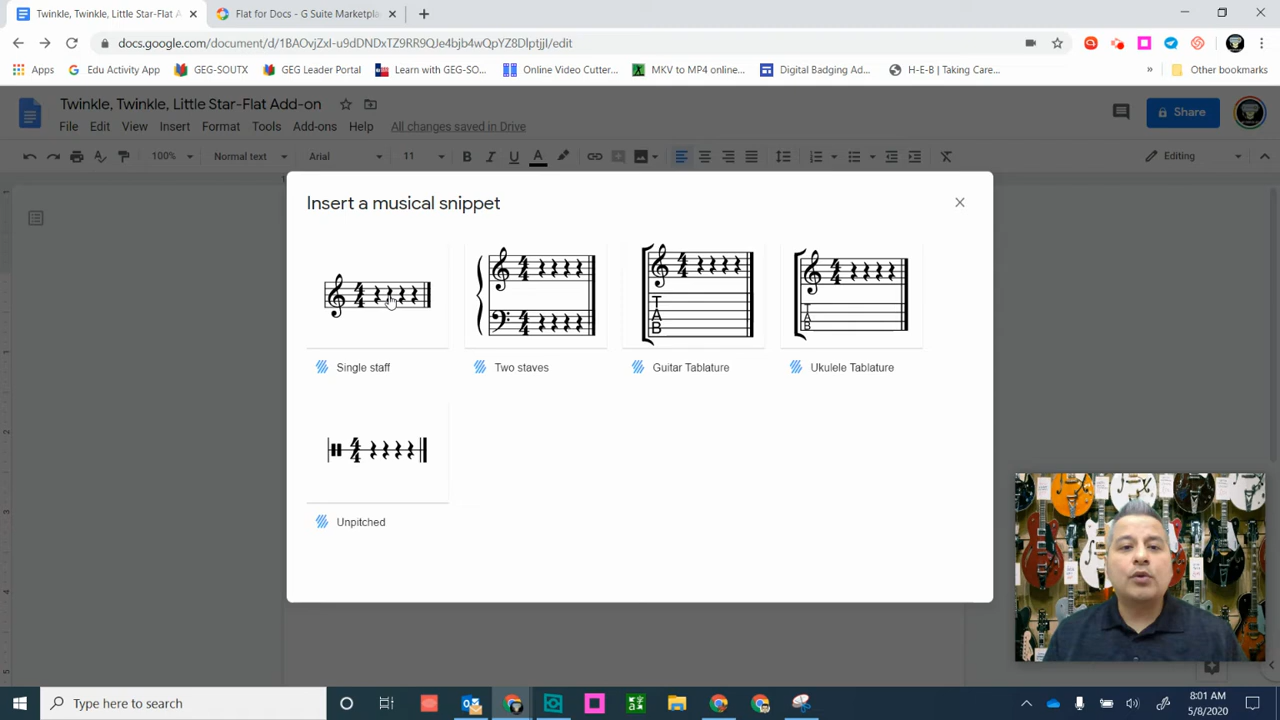 Twinkle, Twinkle, Little Star-Flat A
Flat for Docs - G Suite Marketpla
docs.google.com/document/d/1BAOvjZxI-u9dDNDxTZ9RR9QJe4bjb4wQpYZ8DlptjjI/edit
Apps
Edu Activity App
GEG-SOUTX
GEG Leader Portal
Learn with GEG-SO...
Online Video Cutter...
MKV to MP4 online...
Digital Badging Ad...
H-E-B | Taking Care...
»
Other bookmarks
Twinkle, Twinkle, Little Star-Flat Add-on
Share
File Edit View Insert Format Tools Add-ons Help All changes saved in Drive
100% Normal text Arial 11 B I U A Editing
Insert a musical snippet
Single staff
Two staves
Guitar Tablature
Ukulele Tablature
Unpitched
Type here to search
8:01 AM
5/8/2020